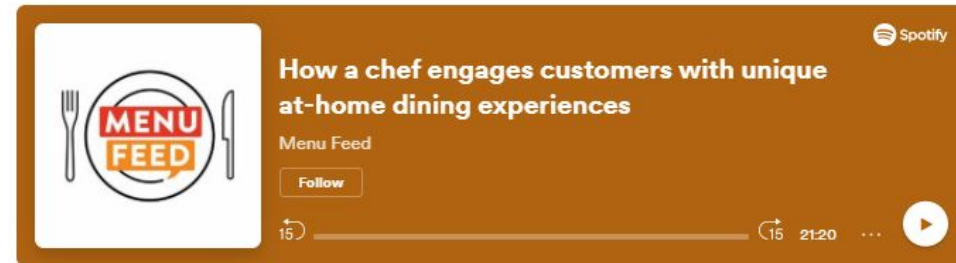 Spotify
MENU
FEED
How a chef engages customers with unique
at-home dining experiences
Menu Feed
Follow
15
15
21:20
...